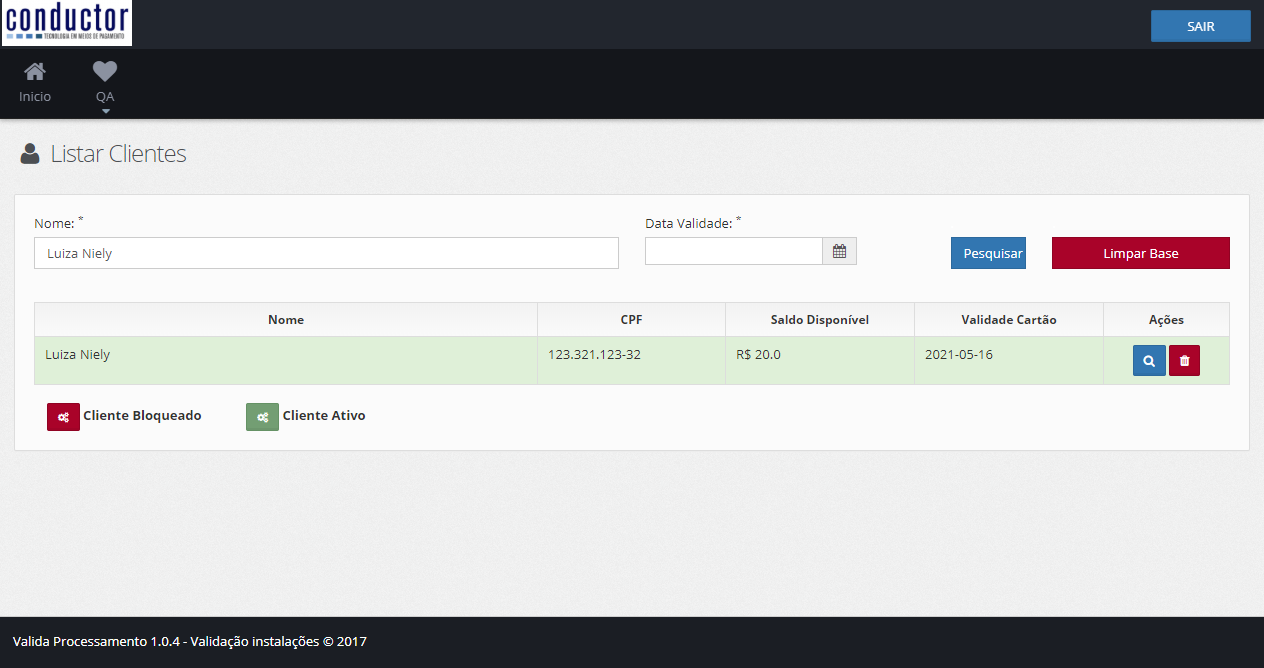 conductor
TECNOLOGIA EM MEIOS DE PAGAMENTO
SAIR
Inicio
QA
Listar Clientes
Nome: *
Data Validade: *
Luiza Niely
Pesquisar
Limpar Base
Nome CPF Saldo Disponível Validade Cartão Ações
Luiza Niely 123.321.123-32 R$ 20.0 2021-05-16
Cliente Bloqueado Cliente Ativo
Valida Processamento 1.0.4 - Validação instalações © 2017